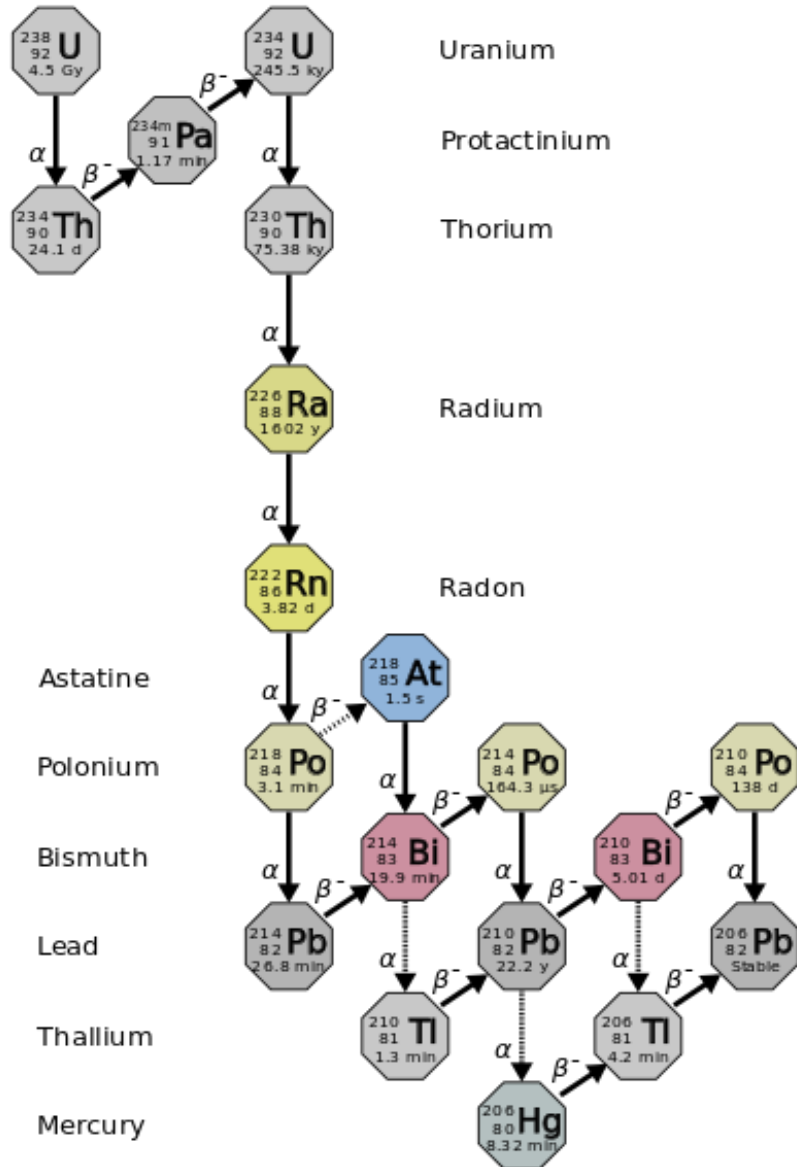 238 92 U 4.5 Gy
234 92 U 245.5 ky
Uranium
β⁻
234m 91 Pa 1.17 min
Protactinium
α
β⁻
α
234 90 Th 24.1 d
230 90 Th 75.38 ky
Thorium
α
226 88 Ra 1602 y
Radium
α
222 86 Rn 3.82 d
Radon
Astatine
α
β⁻
218 85 At 1.5 s
Polonium
218 84 Po 3.1 min
α
β⁻
214 84 Po 164.3 µs
β⁻
210 84 Po 138 d
Bismuth
α
β⁻
214 83 Bi 19.9 min
α
β⁻
210 83 Bi 5.01 d
α
Lead
214 82 Pb 26.8 min
α
β⁻
210 82 Pb 22.2 y
α
β⁻
206 82 Pb Stable
Thallium
210 81 Tl 1.3 min
α
β⁻
206 81 Tl 4.2 min
Mercury
206 80 Hg 8.32 min